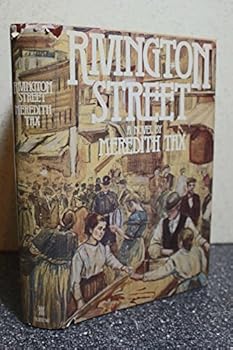 RIVINGTON
STREET
A NOVEL BY
MEREDITH TAX
RIVINGTON
STREET
MEREDITH
TAX